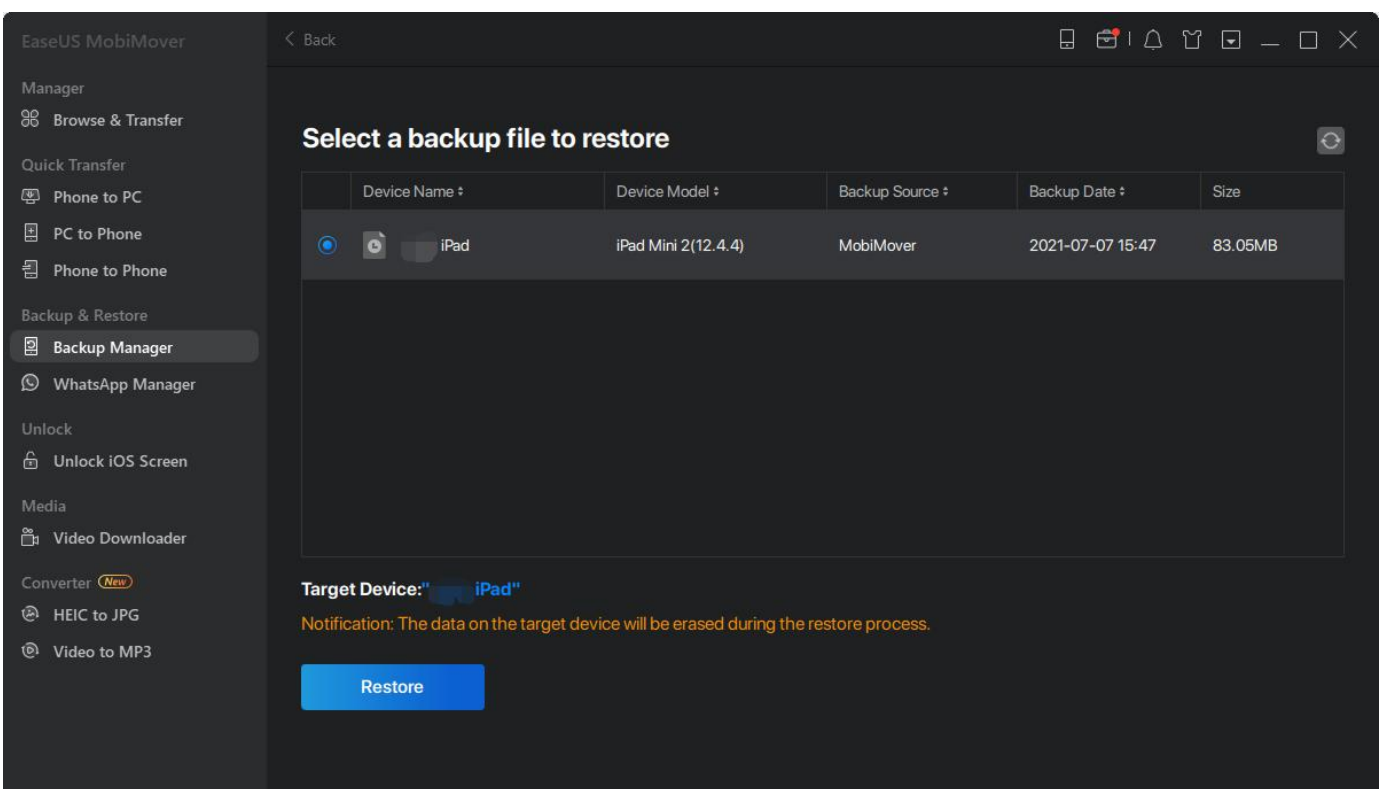 EaseUS MobiMover
Back
Manager
Browse & Transfer
Quick Transfer
Phone to PC
PC to Phone
Phone to Phone
Backup & Restore
Backup Manager
WhatsApp Manager
Unlock
Unlock iOS Screen
Media
Video Downloader
Converter New
HEIC to JPG
Video to MP3
Select a backup file to restore
Device Name Device Model Backup Source Backup Date Size
iPad iPad Mini 2(12.4.4) MobiMover 2021-07-07 15:47 83.05MB
Target Device:" iPad"
Notification: The data on the target device will be erased during the restore process.
Restore